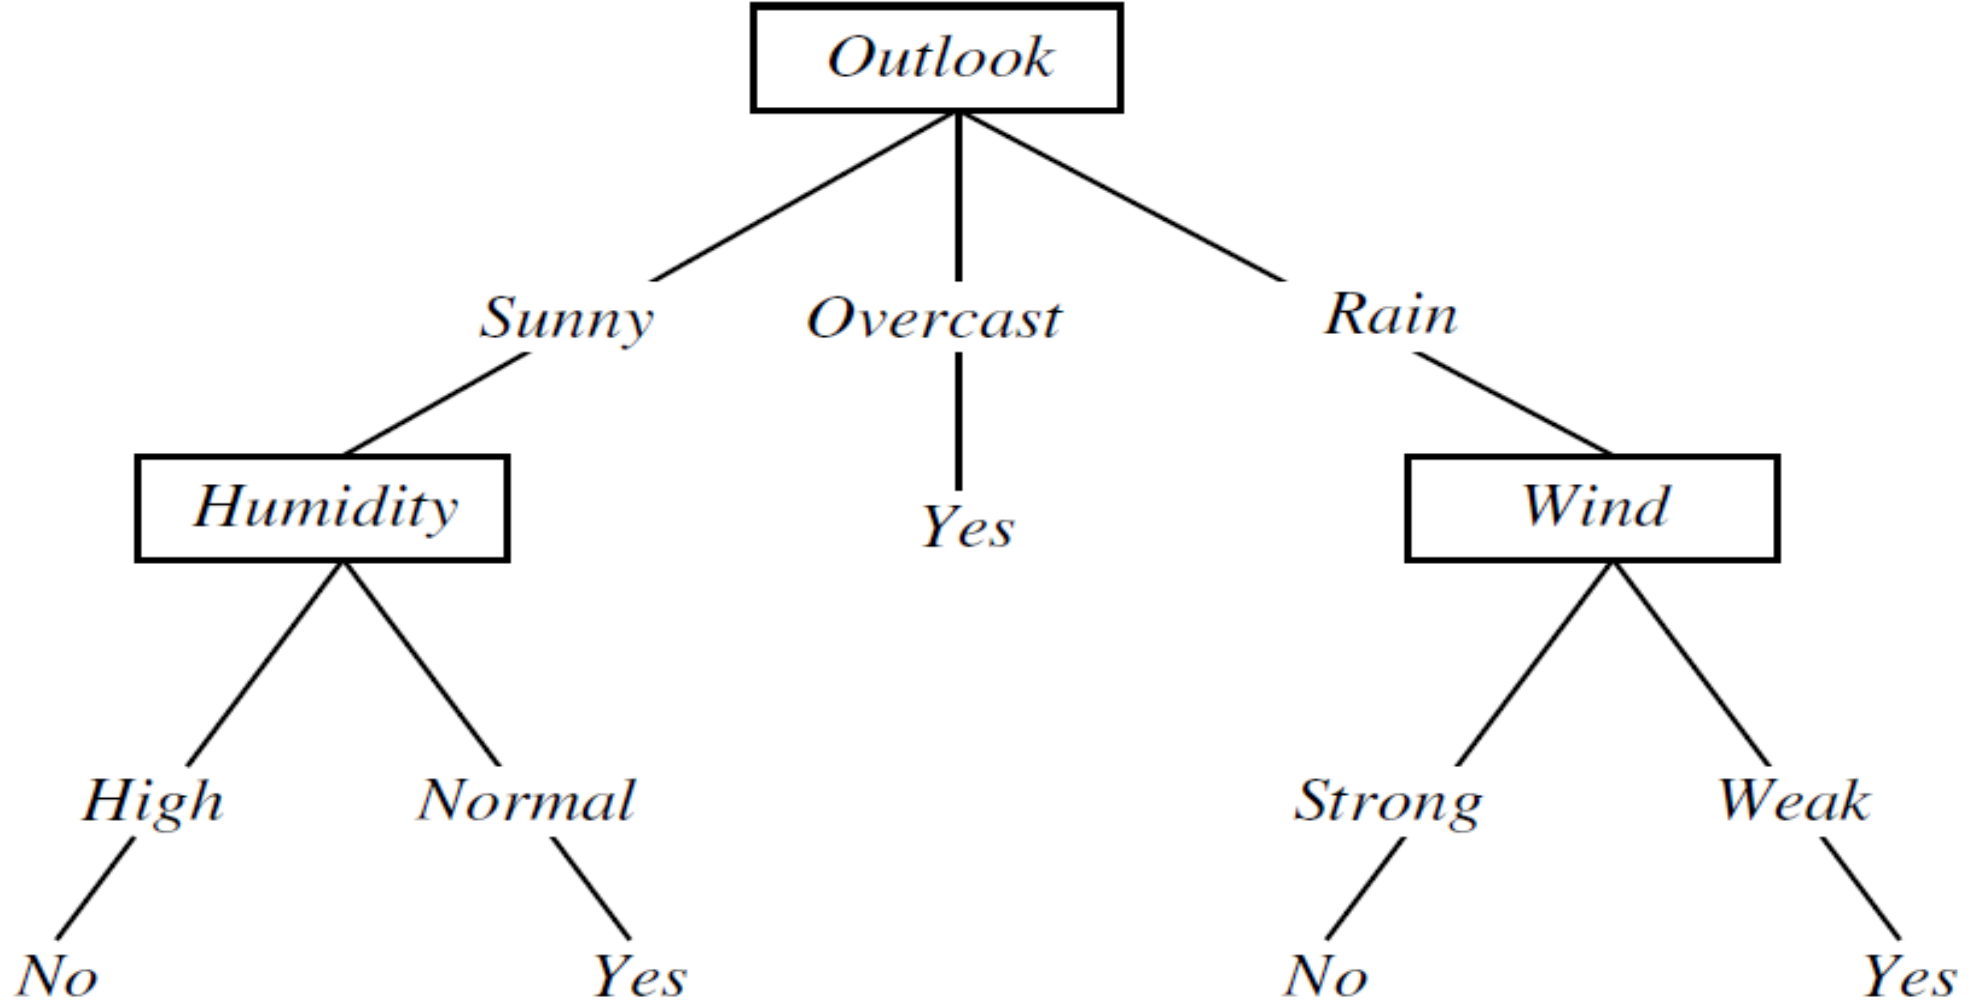 Outlook
Sunny Overcast Rain
Humidity Yes Wind
High Normal Strong Weak
No Yes No Yes